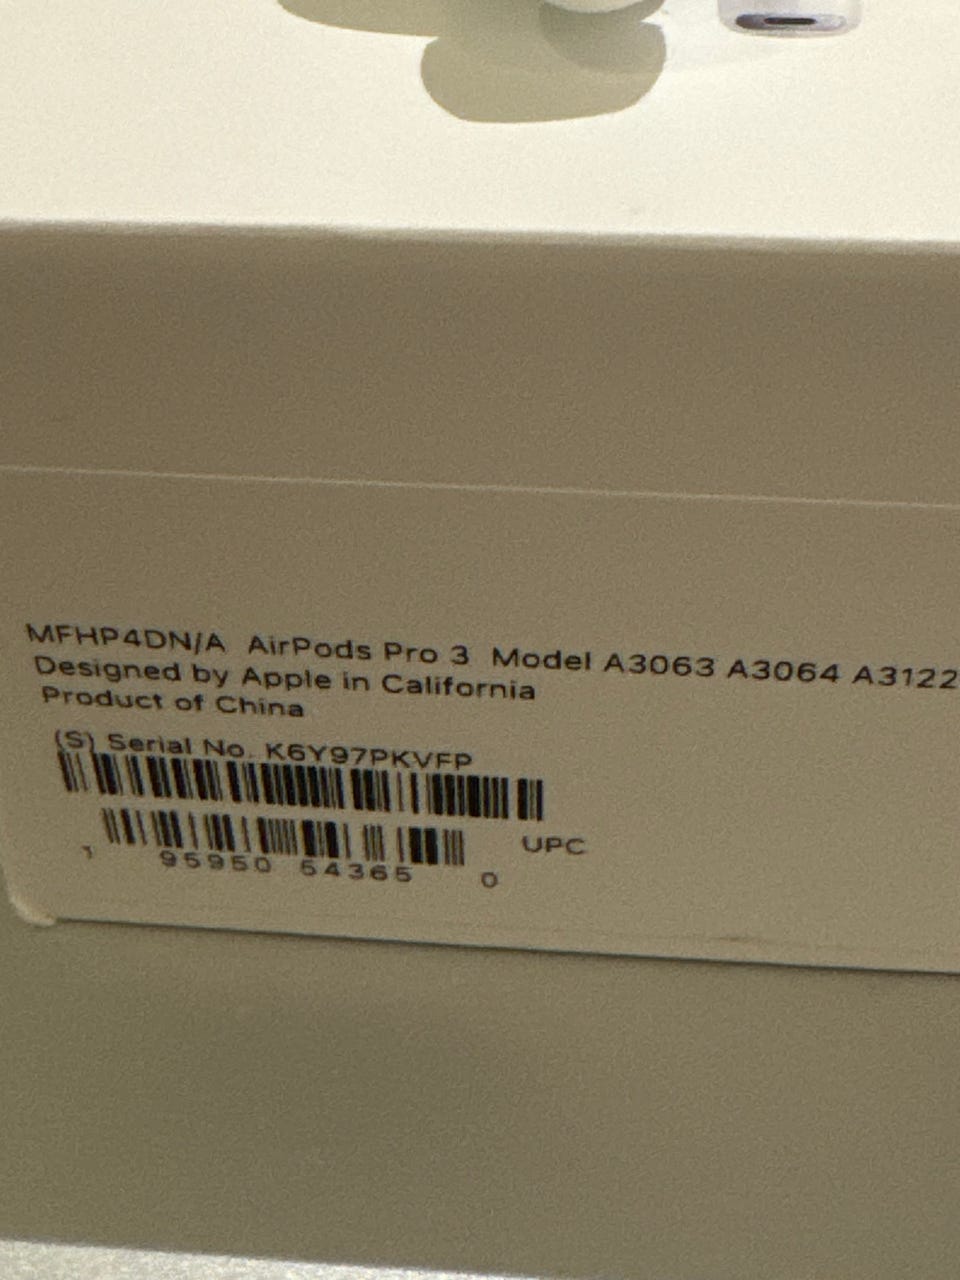 MFHP4DN/A AirPods Pro 3 Model A3063 A3064 A3122
Designed by Apple in California
Product of China
(S) Serial No. K6Y97PKVFP
UPC
1 95950 54365 0